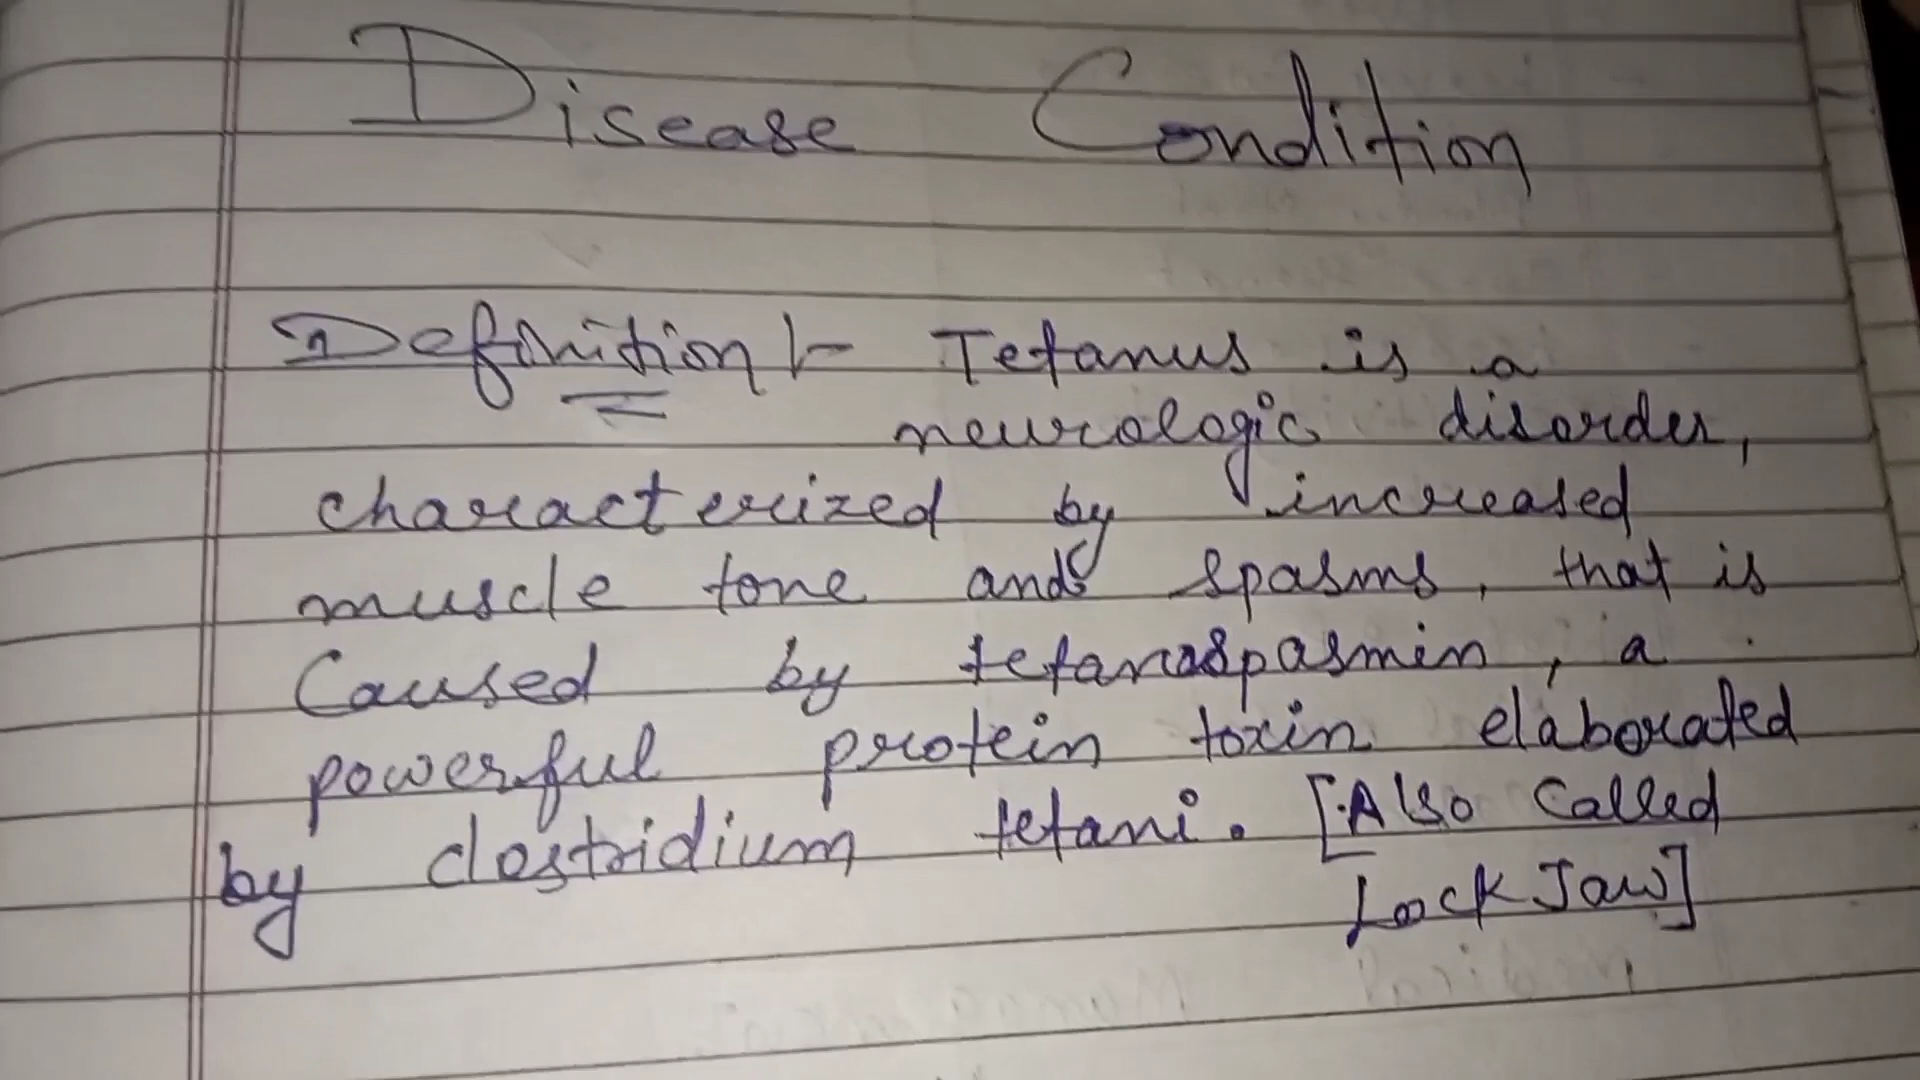 Disease Condition
Definition :- Tetanus is a
neurologic disorder,
characterized by increased
muscle tone and spasms, that is
Caused by tetanospasmin, a
powerful protein toxin elaborated
by clostridium tetani. [Also Called
Lock Jaw]